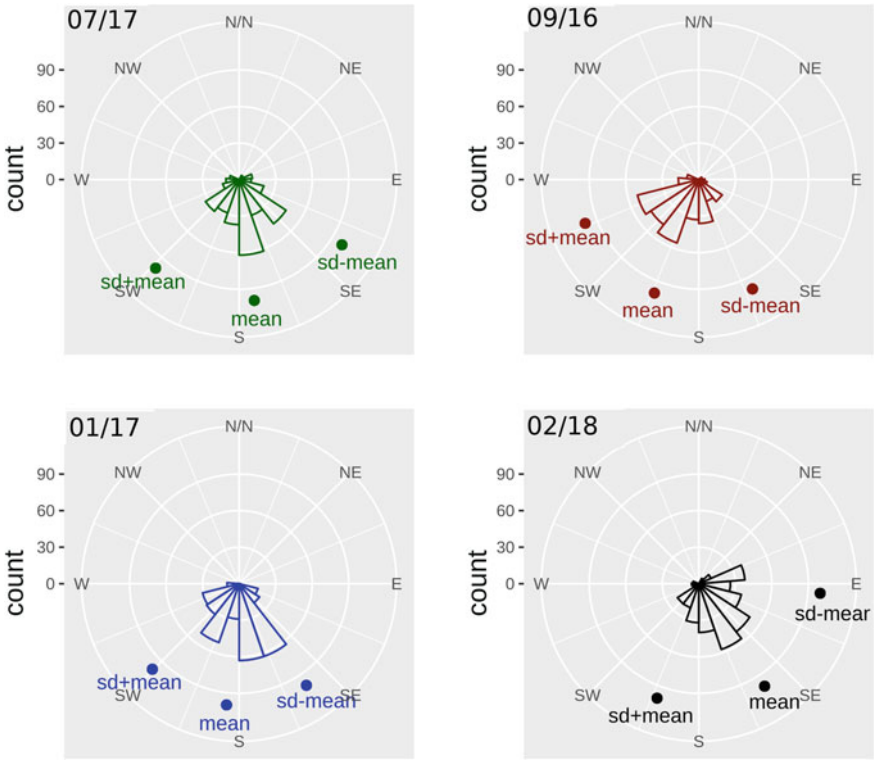 07/17
N/N
NW
NE
90
60
30
0
W
E
count
sd+mean
sd-mean
SW
SE
mean
S
09/16
N/N
NW
NE
90
60
30
0
W
E
count
sd+mean
SW
SE
mean
sd-mean
S
01/17
N/N
NW
NE
90
60
30
0
W
E
count
sd+mean
SW
SE
sd-mean
mean
S
02/18
N/N
NW
NE
90
60
30
0
W
E
count
sd-mear
SW
SE
mean
sd+mean
S